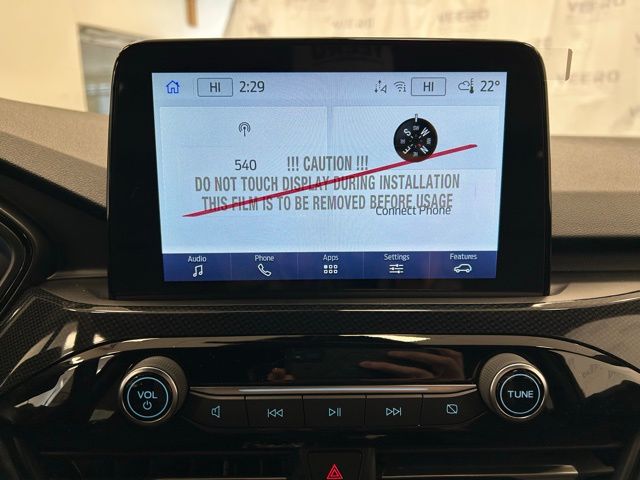 VEERO
HI 2:29 HI 22°
540
!!! CAUTION !!!
DO NOT TOUCH DISPLAY DURING INSTALLATION
THIS FILM IS TO BE REMOVED BEFORE USAGE
Connect Phone
Audio Phone Apps Settings Features
VOL TUNE